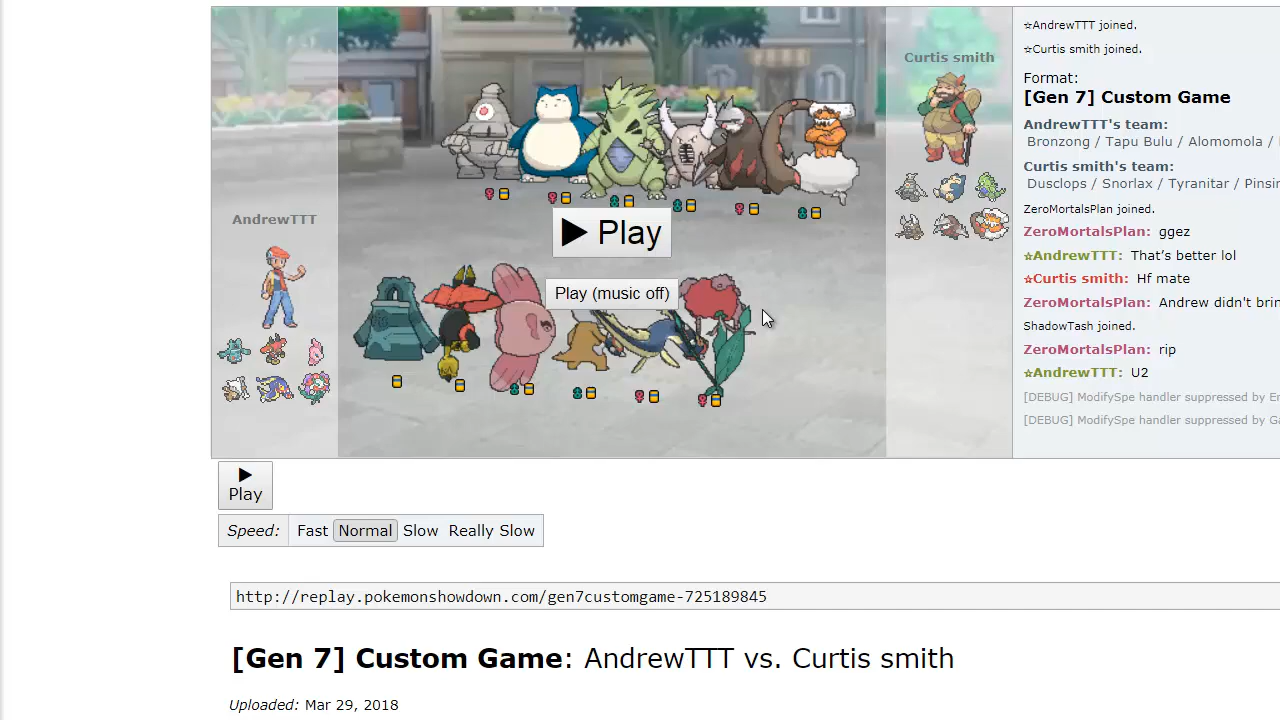 Curtis smith
AndrewTTT
▶ Play
Play (music off)
☆AndrewTTT joined.
☆Curtis smith joined.
Format:
[Gen 7] Custom Game
AndrewTTT's team:
Bronzong / Tapu Bulu / Alomomola /
Curtis smith's team:
Dusclops / Snorlax / Tyranitar / Pinsir
ZeroMortalsPlan joined.
ZeroMortalsPlan: ggez
☆AndrewTTT: That's better lol
☆Curtis smith: Hf mate
ZeroMortalsPlan: Andrew didn't brin
ShadowTash joined.
ZeroMortalsPlan: rip
☆AndrewTTT: U2
[DEBUG] ModifySpe handler suppressed by
[DEBUG] ModifySpe handler suppressed by
▶
Play
Speed: Fast Normal Slow Really Slow
http://replay.pokemonshowdown.com/gen7customgame-725189845
[Gen 7] Custom Game: AndrewTTT vs. Curtis smith
Uploaded: Mar 29, 2018